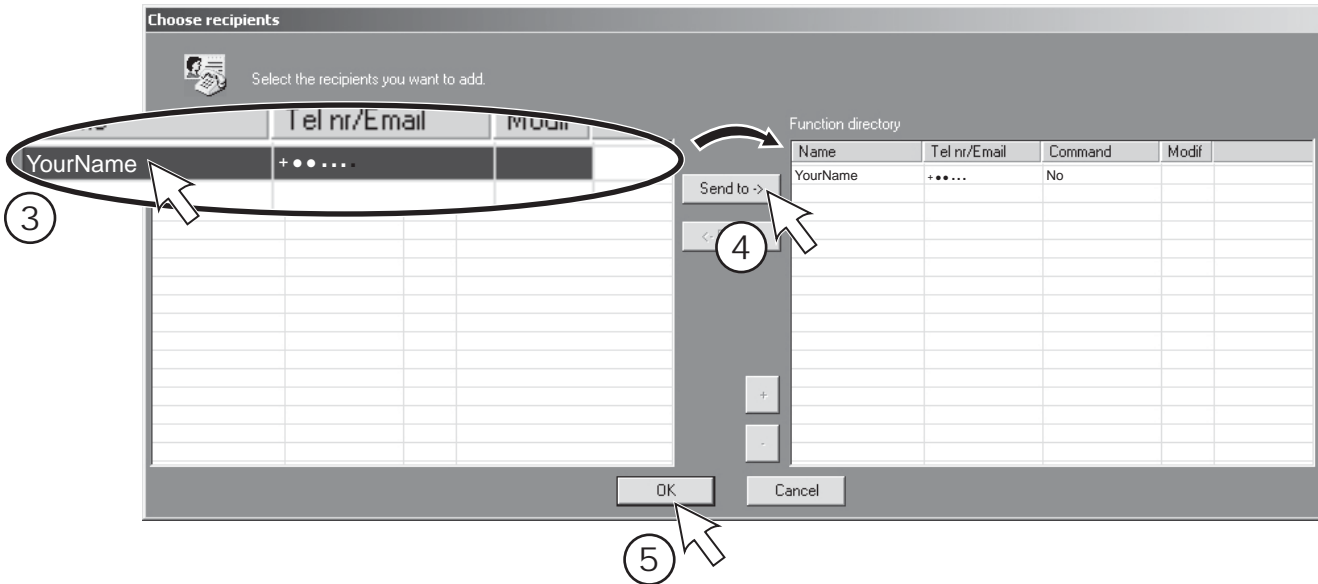 Choose recipients
Select the recipients you want to add.
Tel nr/Email
YourName
+●●....
3
Send to ->
<-
4
Function directory
Name Tel nr/Email Command Modif
YourName +●●... No
+
-
OK Cancel
5